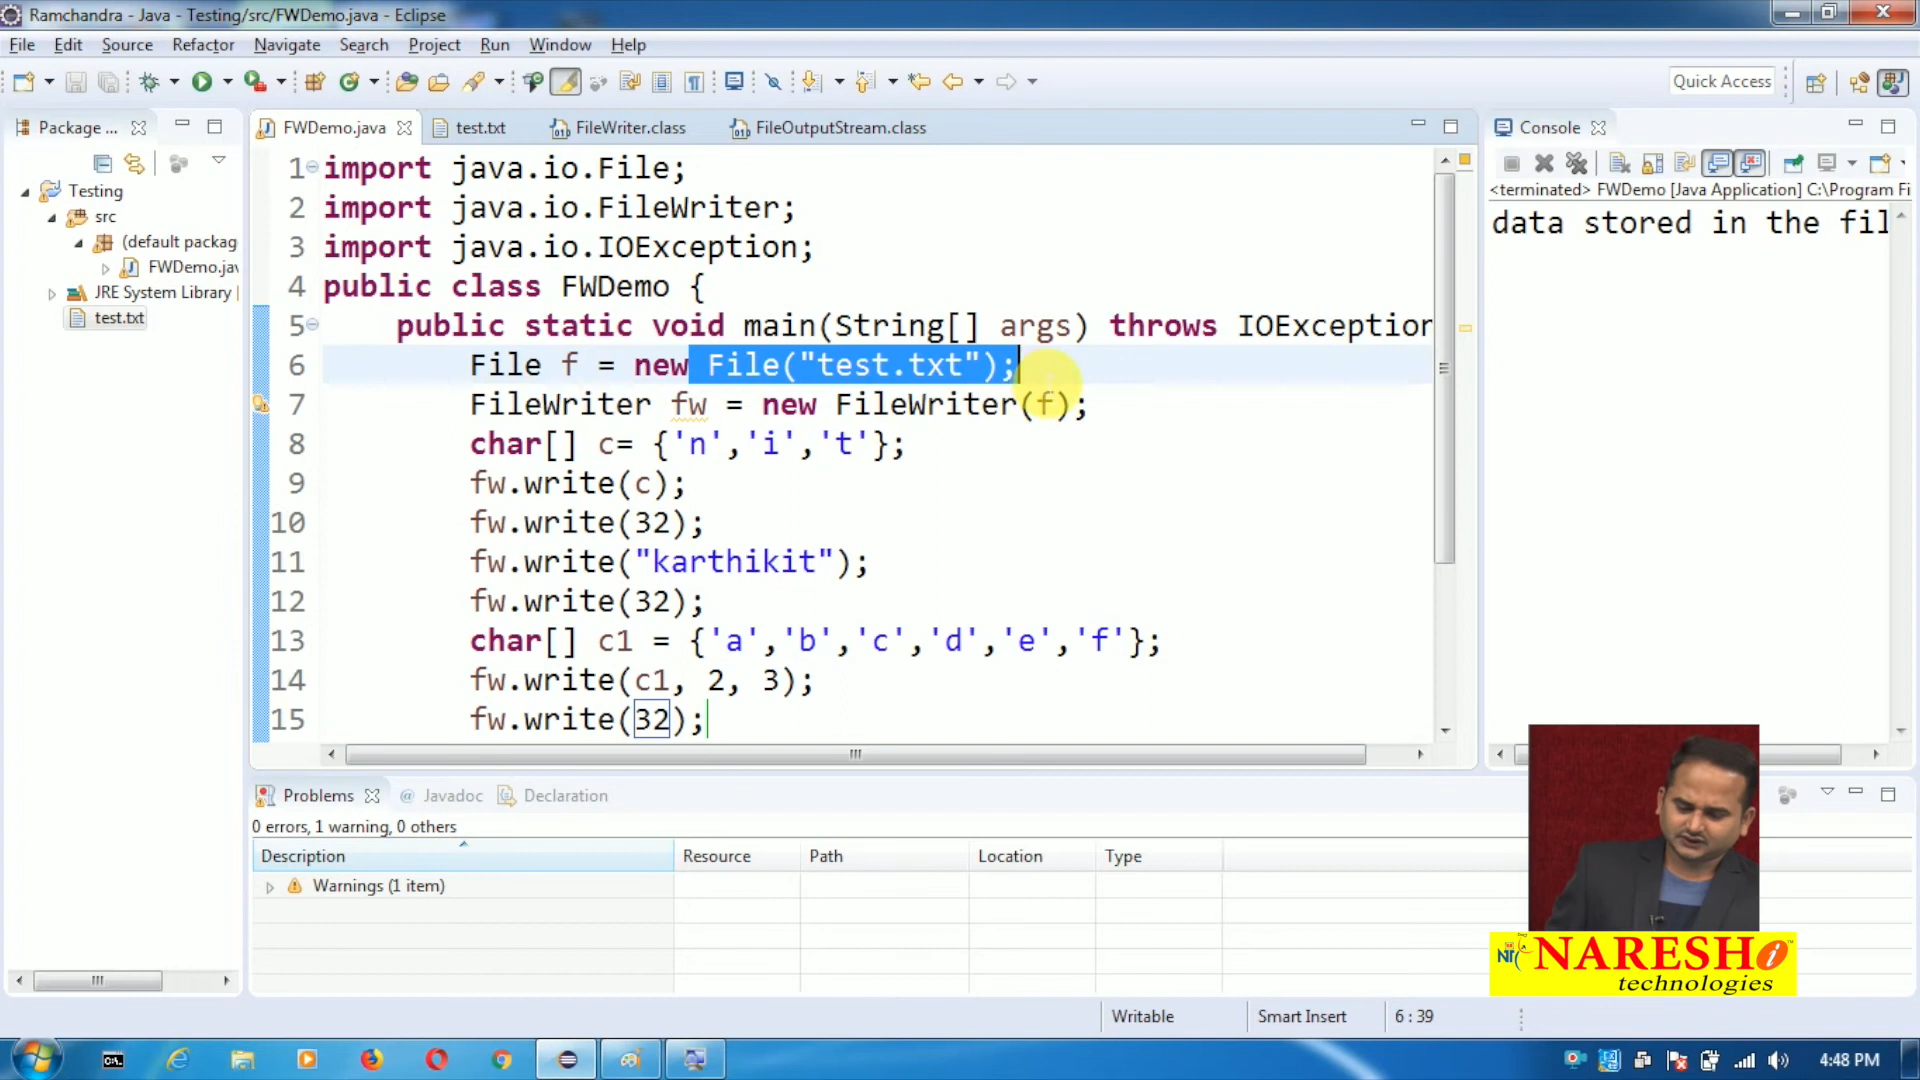 Ramchandra - Java - Testing/src/FWDemo.java - Eclipse
File Edit Source Refactor Navigate Search Project Run Window Help
Quick Access
Package ...
FWDemo.java test.txt FileWriter.class FileOutputStream.class
Console
Testing
src
(default packag
FWDemo.jav
JRE System Library
test.txt
1 import java.io.File;
2 import java.io.FileWriter;
3 import java.io.IOException;
4 public class FWDemo {
5 public static void main(String[] args) throws IOException
6 File f = new File("test.txt");
7 FileWriter fw = new FileWriter(f);
8 char[] c= {'n','i','t'};
9 fw.write(c);
10 fw.write(32);
11 fw.write("karthikit");
12 fw.write(32);
13 char[] c1 = {'a','b','c','d','e','f'};
14 fw.write(c1, 2, 3);
15 fw.write(32);
<terminated> FWDemo [Java Application] C:\Program Fi
data stored in the fil
Problems @ Javadoc Declaration
0 errors, 1 warning, 0 others
Description Resource Path Location Type
Warnings (1 item)
NARESH i
technologies
Writable Smart Insert 6 : 39
4:48 PM